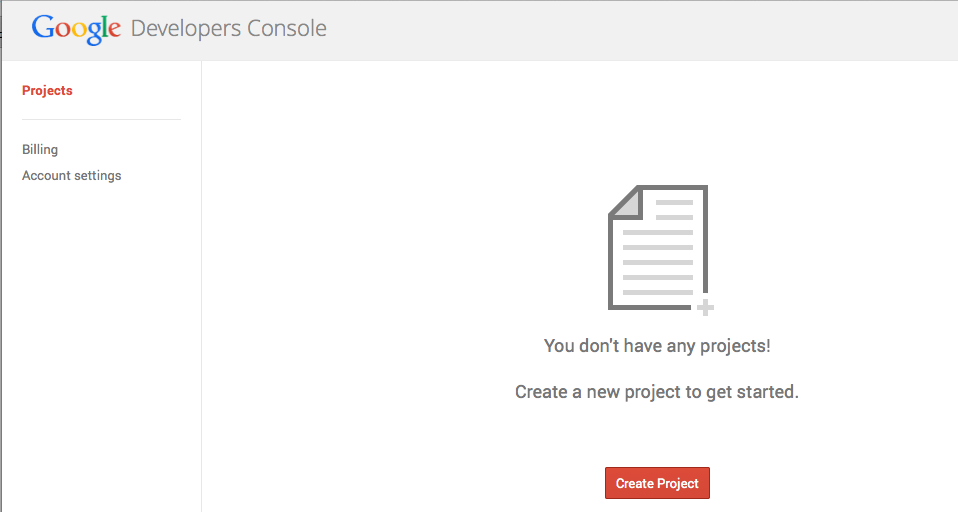 Google Developers Console
Projects
Billing
Account settings
You don't have any projects!
Create a new project to get started.
Create Project